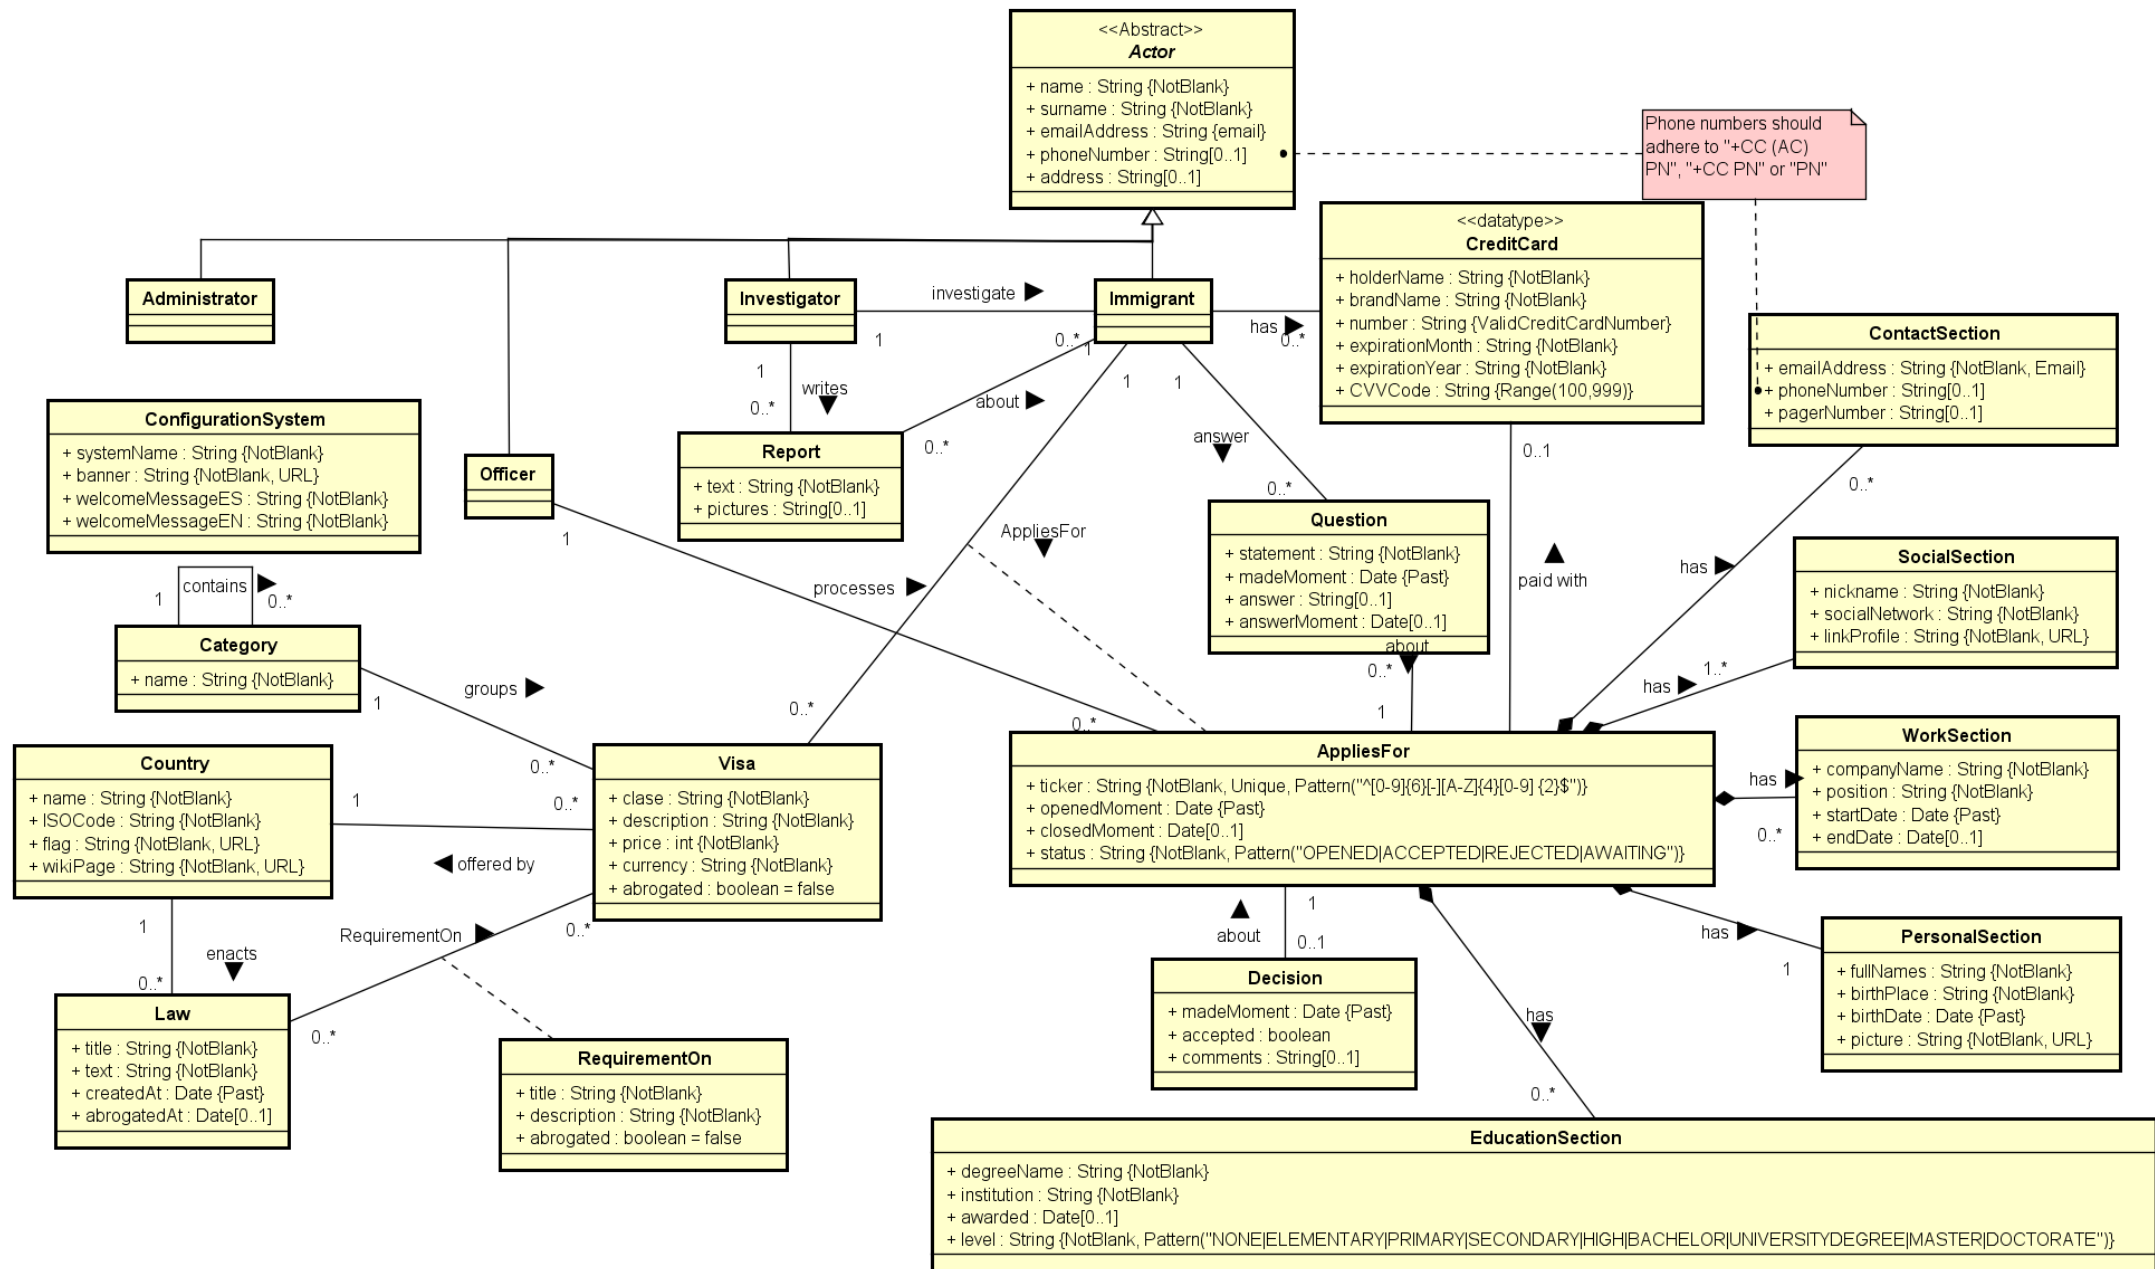 <<Abstract>>
Actor
+ name : String {NotBlank}
+ surname : String {NotBlank}
+ emailAddress : String {email}
+ phoneNumber : String[0..1]
+ address : String[0..1]
Phone numbers should
adhere to "+CC (AC)
PN", "+CC PN" or "PN"
<<datatype>>
CreditCard
+ holderName : String {NotBlank}
+ brandName : String {NotBlank}
+ number : String {ValidCreditCardNumber}
+ expirationMonth : String {NotBlank}
+ expirationYear : String {NotBlank}
+ CVVCode : String {Range(100,999)}
Administrator
Investigator
investigate
1
0..*
Immigrant
has
1
0..*
ContactSection
+ emailAddress : String {NotBlank, Email}
+ phoneNumber : String[0..1]
+ pagerNumber : String[0..1]
1
writes
0..*
about
0..*
1
1
answer
0..*
0..1
0..*
ConfigurationSystem
+ systemName : String {NotBlank}
+ banner : String {NotBlank, URL}
+ welcomeMessageES : String {NotBlank}
+ welcomeMessageEN : String {NotBlank}
Officer
1
Report
+ text : String {NotBlank}
+ pictures : String[0..1]
AppliesFor
processes
Question
+ statement : String {NotBlank}
+ madeMoment : Date {Past}
+ answer : String[0..1]
+ answerMoment : Date[0..1]
about
0..*
1
paid with
has
SocialSection
+ nickname : String {NotBlank}
+ socialNetwork : String {NotBlank}
+ linkProfile : String {NotBlank, URL}
contains
1
0..*
Category
+ name : String {NotBlank}
1
groups
0..*
0..*
0..*
has
1..*
Country
+ name : String {NotBlank}
+ ISOCode : String {NotBlank}
+ flag : String {NotBlank, URL}
+ wikiPage : String {NotBlank, URL}
1
0..*
offered by
Visa
+ clase : String {NotBlank}
+ description : String {NotBlank}
+ price : int {NotBlank}
+ currency : String {NotBlank}
+ abrogated : boolean = false
AppliesFor
+ ticker : String {NotBlank, Unique, Pattern("^[0-9]{6}[-][A-Z]{4}[0-9] {2}$")}
+ openedMoment : Date {Past}
+ closedMoment : Date[0..1]
+ status : String {NotBlank, Pattern("OPENED|ACCEPTED|REJECTED|AWAITING")}
has
0..*
WorkSection
+ companyName : String {NotBlank}
+ position : String {NotBlank}
+ startDate : Date {Past}
+ endDate : Date[0..1]
1
enacts
0..*
RequirementOn
0..*
0..*
1
about
0..1
has
1
PersonalSection
+ fullNames : String {NotBlank}
+ birthPlace : String {NotBlank}
+ birthDate : Date {Past}
+ picture : String {NotBlank, URL}
Law
+ title : String {NotBlank}
+ text : String {NotBlank}
+ createdAt : Date {Past}
+ abrogatedAt : Date[0..1]
RequirementOn
+ title : String {NotBlank}
+ description : String {NotBlank}
+ abrogated : boolean = false
Decision
+ madeMoment : Date {Past}
+ accepted : boolean
+ comments : String[0..1]
has
0..*
EducationSection
+ degreeName : String {NotBlank}
+ institution : String {NotBlank}
+ awarded : Date[0..1]
+ level : String {NotBlank, Pattern("NONE|ELEMENTARY|PRIMARY|SECONDARY|HIGH|BACHELOR|UNIVERSITYDEGREE|MASTER|DOCTORATE")}